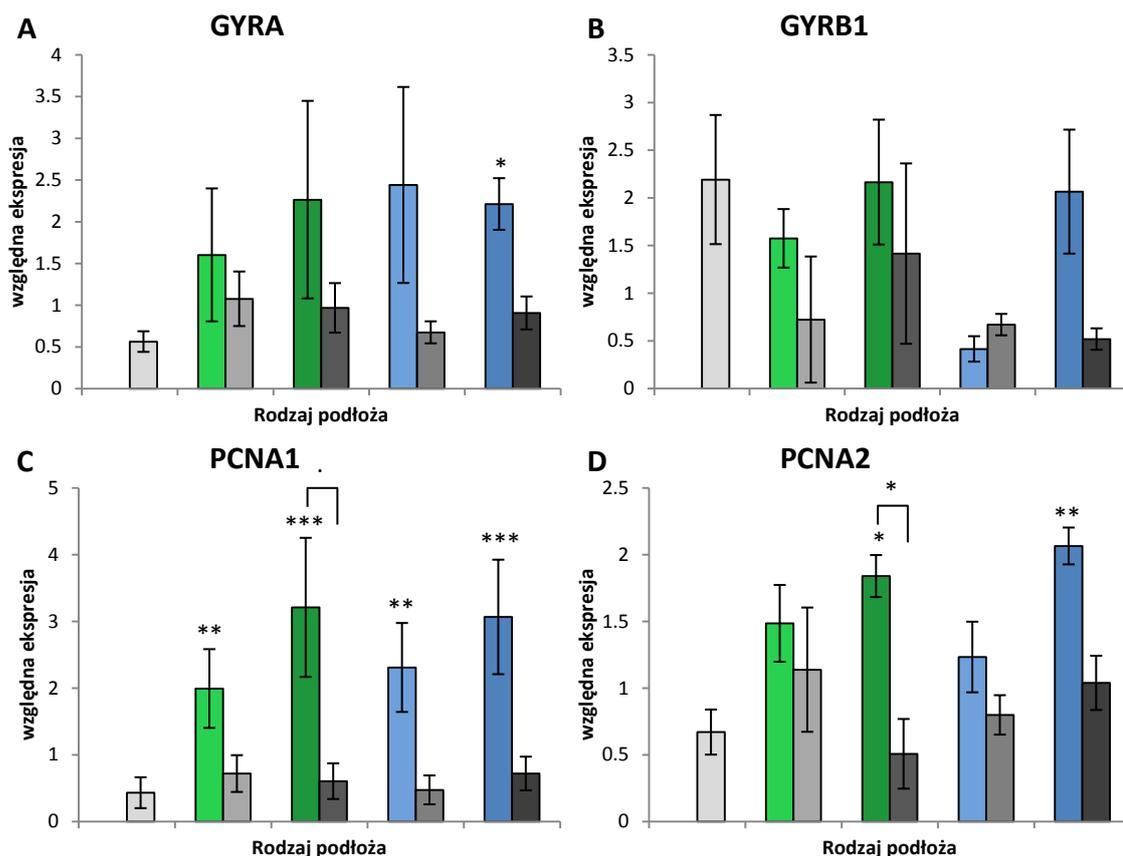 A GYRA
4
3.5
3
2.5
2
1.5
1
0.5
0
względna ekspresja
*
Rodzaj podłoża
B GYRB1
3.5
3
2.5
2
1.5
1
0.5
0
względna ekspresja
Rodzaj podłoża
C PCNA1
5
4
3
2
1
0
względna ekspresja
.
** *** ** ***
Rodzaj podłoża
D PCNA2
2.5
2
1.5
1
0.5
0
względna ekspresja
*
* **
Rodzaj podłoża